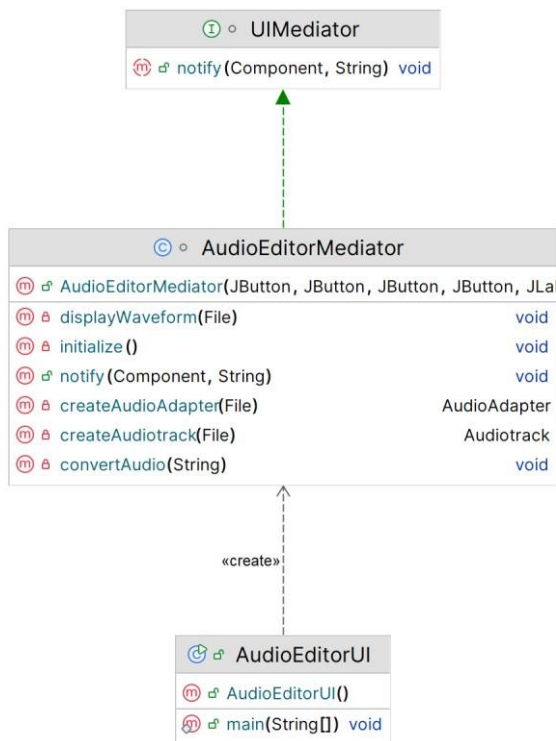 UIMediator
notify(Component, String) void
AudioEditorMediator
AudioEditorMediator(JButton, JButton, JButton, JButton, JLal
displayWaveform(File) void
initialize() void
notify(Component, String) void
createAudioAdapter(File) AudioAdapter
createAudiotrack(File) Audiotrack
convertAudio(String) void
«create»
AudioEditorUI
AudioEditorUI()
main(String[]) void